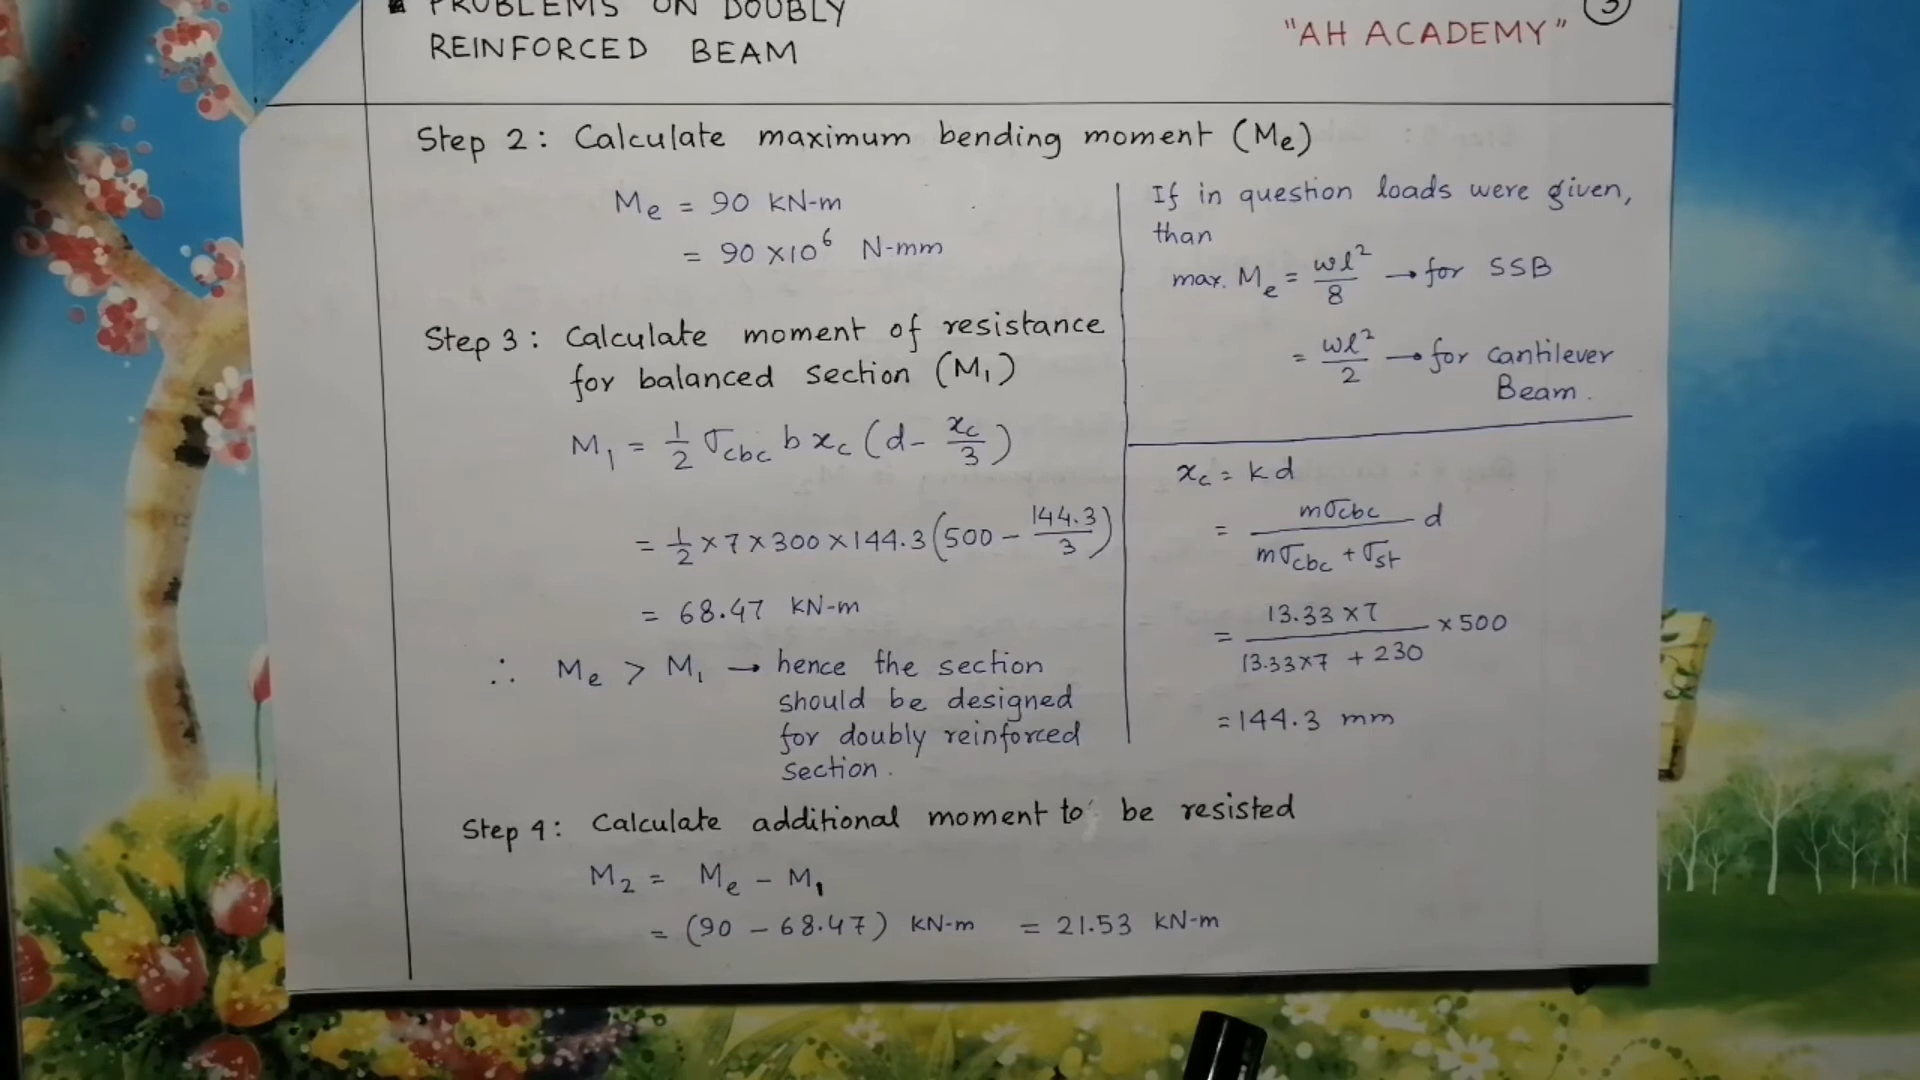 PROBLEMS ON DOUBLY
REINFORCED BEAM
"AH ACADEMY"
3
Step 2: Calculate maximum bending moment (Me)
Me = 90 KN-m
= 90 ×10⁶ N-mm
If in question loads were given,
than
max. Me = wl²/8 → for SSB
= wl²/2 → for cantilever
Beam.
Step 3: Calculate moment of resistance
for balanced section (M₁)
M₁ = 1/2 σcbc b xc (d - xc/3)
= 1/2 × 7 × 300 × 144.3 (500 - 144.3/3)
= 68.47 KN-m
∴ Me > M₁ → hence the section
should be designed
for doubly reinforced
section.
xc = kd
= mσcbc / mσcbc + σst d
= 13.33 × 7 / 13.33×7 + 230 × 500
= 144.3 mm
Step 4: Calculate additional moment to be resisted
M₂ = Me - M₁
= (90 - 68.47) KN-m = 21.53 KN-m